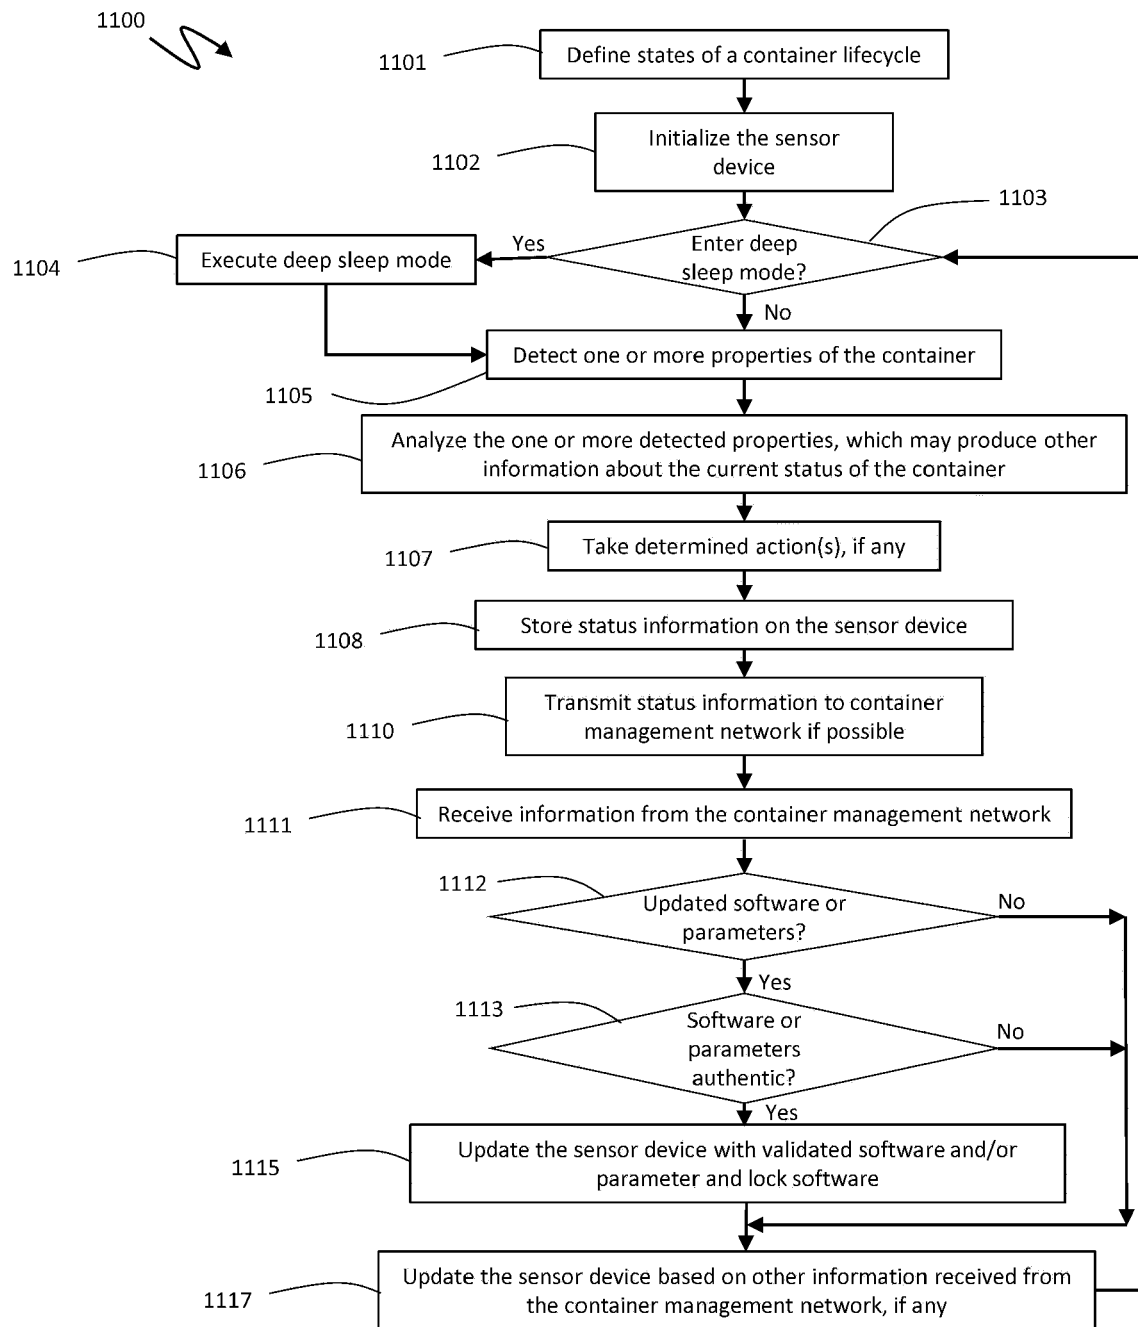 1100
1101
Define states of a container lifecycle
1102
Initialize the sensor
device
1103
Enter deep
sleep mode?
Yes
1104
Execute deep sleep mode
No
Detect one or more properties of the container
1105
Analyze the one or more detected properties, which may produce other
information about the current status of the container
1106
Take determined action(s), if any
1107
Store status information on the sensor device
1108
Transmit status information to container
management network if possible
1110
Receive information from the container management network
1111
1112
Updated software or
parameters?
No
Yes
1113
Software or
parameters
authentic?
No
Yes
Update the sensor device with validated software and/or
parameter and lock software
1115
Update the sensor device based on other information received from
the container management network, if any
1117